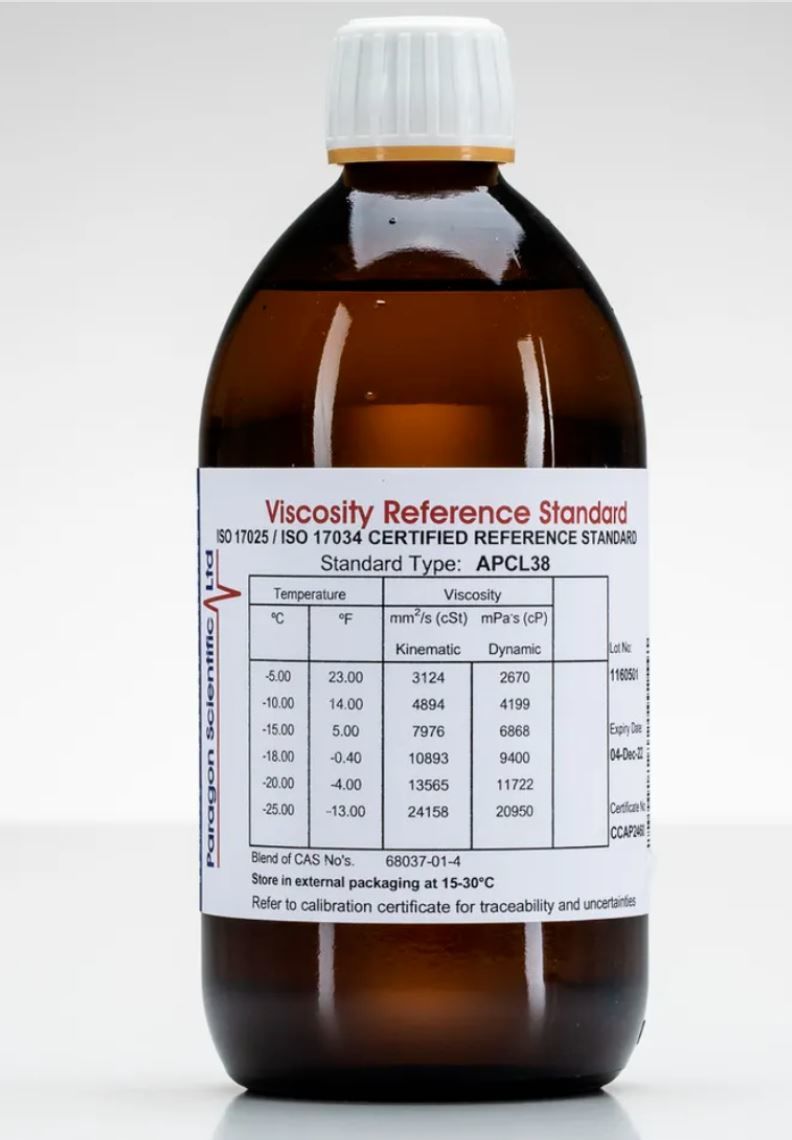 Viscosity Reference Standard
ISO 17025 / ISO 17034 CERTIFIED REFERENCE STANDARD
Standard Type: APCL38
Temperature Viscosity
ºC ºF mm²/s (cSt) mPa's (cP)
Kinematic Dynamic
-5.00 23.00 3124 2670
-10.00 14.00 4894 4199
-15.00 5.00 7976 6868
-18.00 -0.40 10893 9400
-20.00 -4.00 13565 11722
-25.00 -13.00 24158 20950
Lot No:
1160501
Expiry Date:
04-Dec-22
Certificate No
Blend of CAS No's. 68037-01-4
Store in external packaging at 15-30°C
Refer to calibration certificate for traceability and uncertainties
Paragon Scientific Ltd